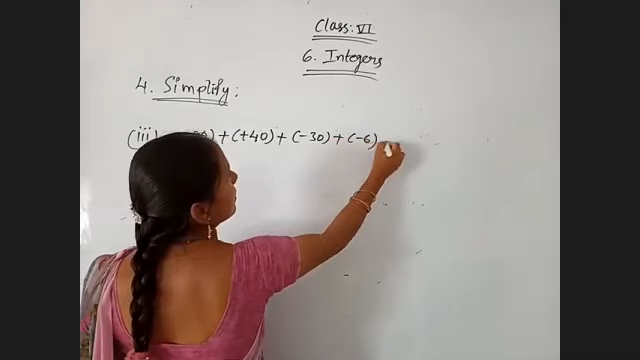 Class: VI
6. Integers
4. Simplify:
(iii) + (+40) + (-30) + (-6)